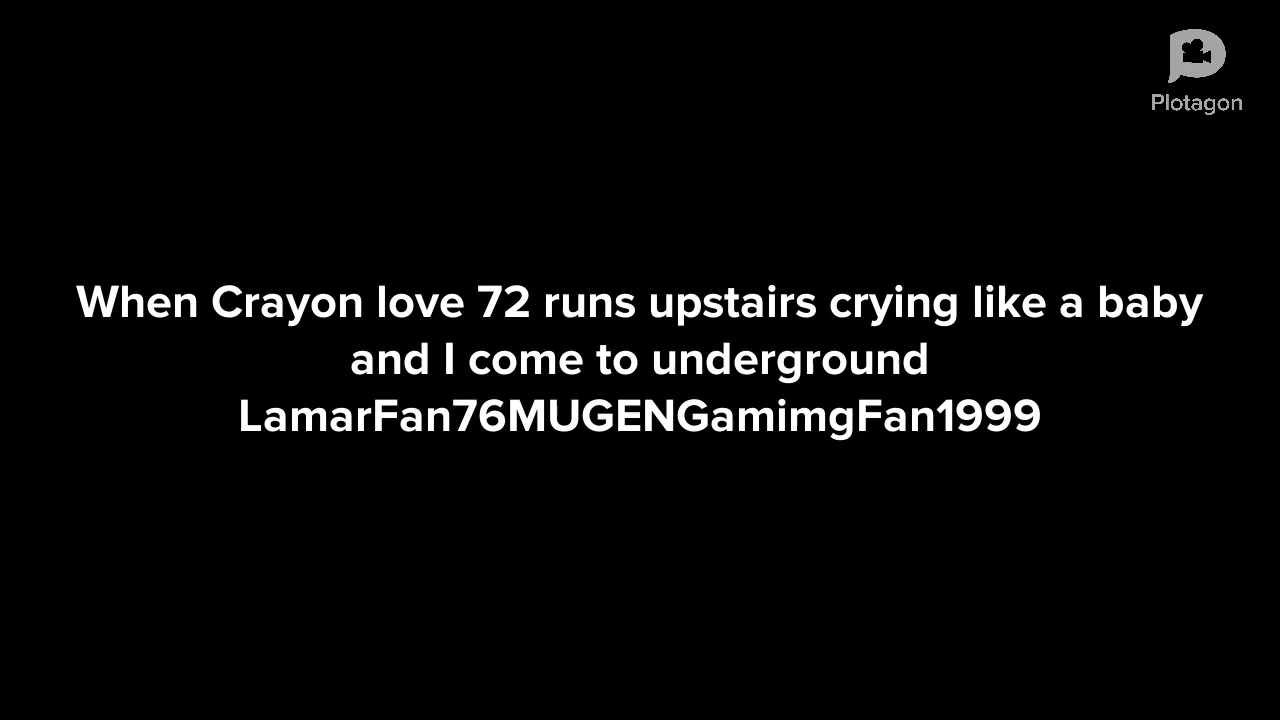 Plotagon
When Crayon love 72 runs upstairs crying like a baby
and I come to underground
LamarFan76MUGENGamimgFan1999